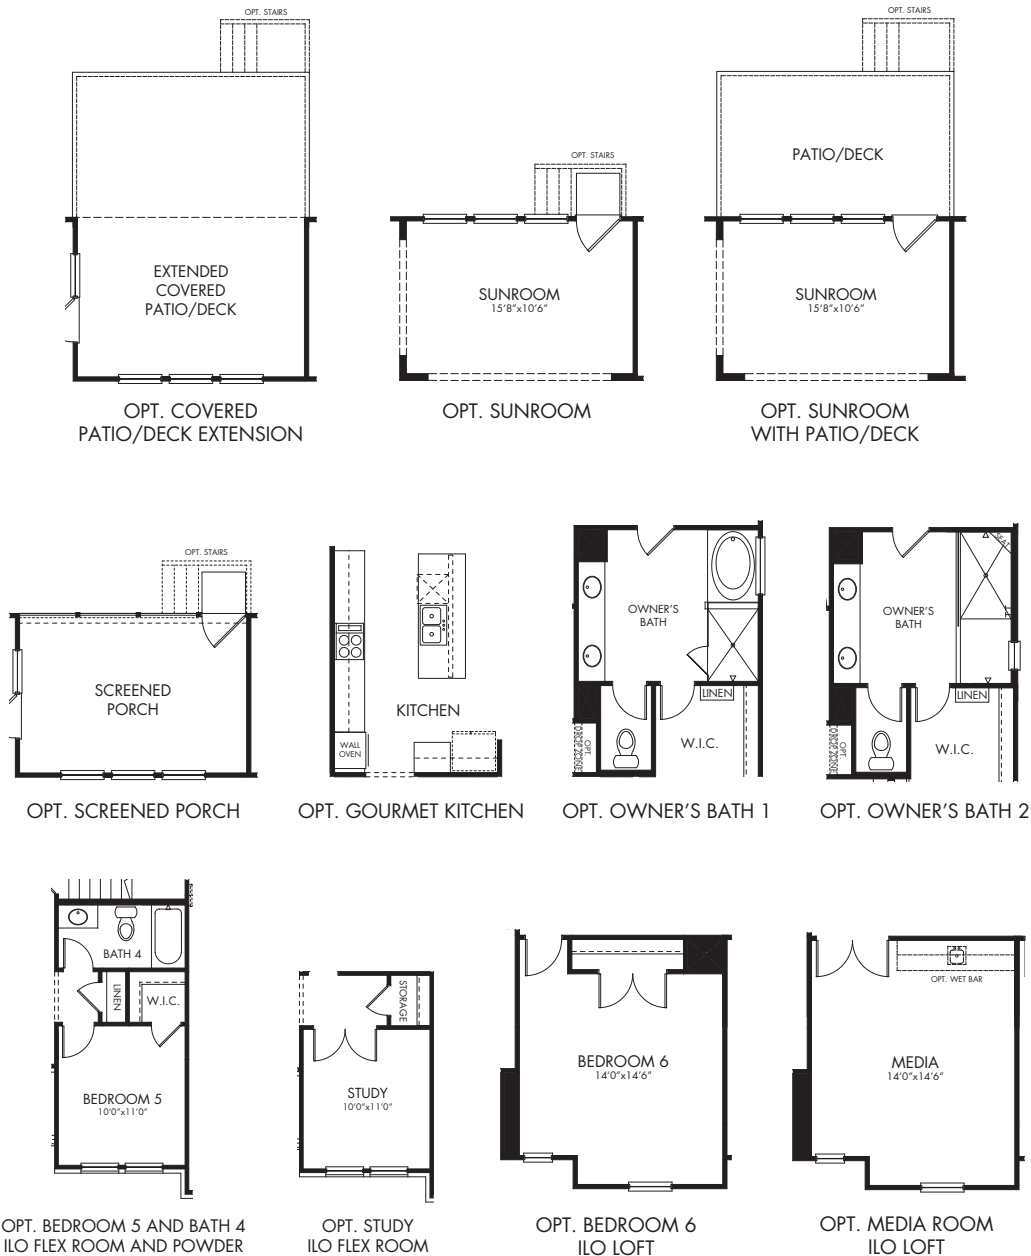 OPT. STAIRS
OPT. STAIRS
PATIO/DECK
OPT. STAIRS
EXTENDED
COVERED
PATIO/DECK
SUNROOM
15'8"x10'6"
SUNROOM
15'8"x10'6"
OPT. COVERED
PATIO/DECK EXTENSION
OPT. SUNROOM
OPT. SUNROOM
WITH PATIO/DECK
OPT. STAIRS
SCREENED
PORCH
KITCHEN
WALL
OVEN
OWNER'S
BATH
LINEN
W.I.C.
OPT.
SEAT
OWNER'S
BATH
LINEN
W.I.C.
OPT.
OPT. SCREENED PORCH
OPT. GOURMET KITCHEN
OPT. OWNER'S BATH 1
OPT. OWNER'S BATH 2
BATH 4
LINEN
W.I.C.
BEDROOM 5
10'0"x11'0"
STORAGE
STUDY
10'0"x11'0"
BEDROOM 6
14'0"x14'6"
OPT. WET BAR
MEDIA
14'0"x14'6"
OPT. BEDROOM 5 AND BATH 4
ILO FLEX ROOM AND POWDER
OPT. STUDY
ILO FLEX ROOM
OPT. BEDROOM 6
ILO LOFT
OPT. MEDIA ROOM
ILO LOFT